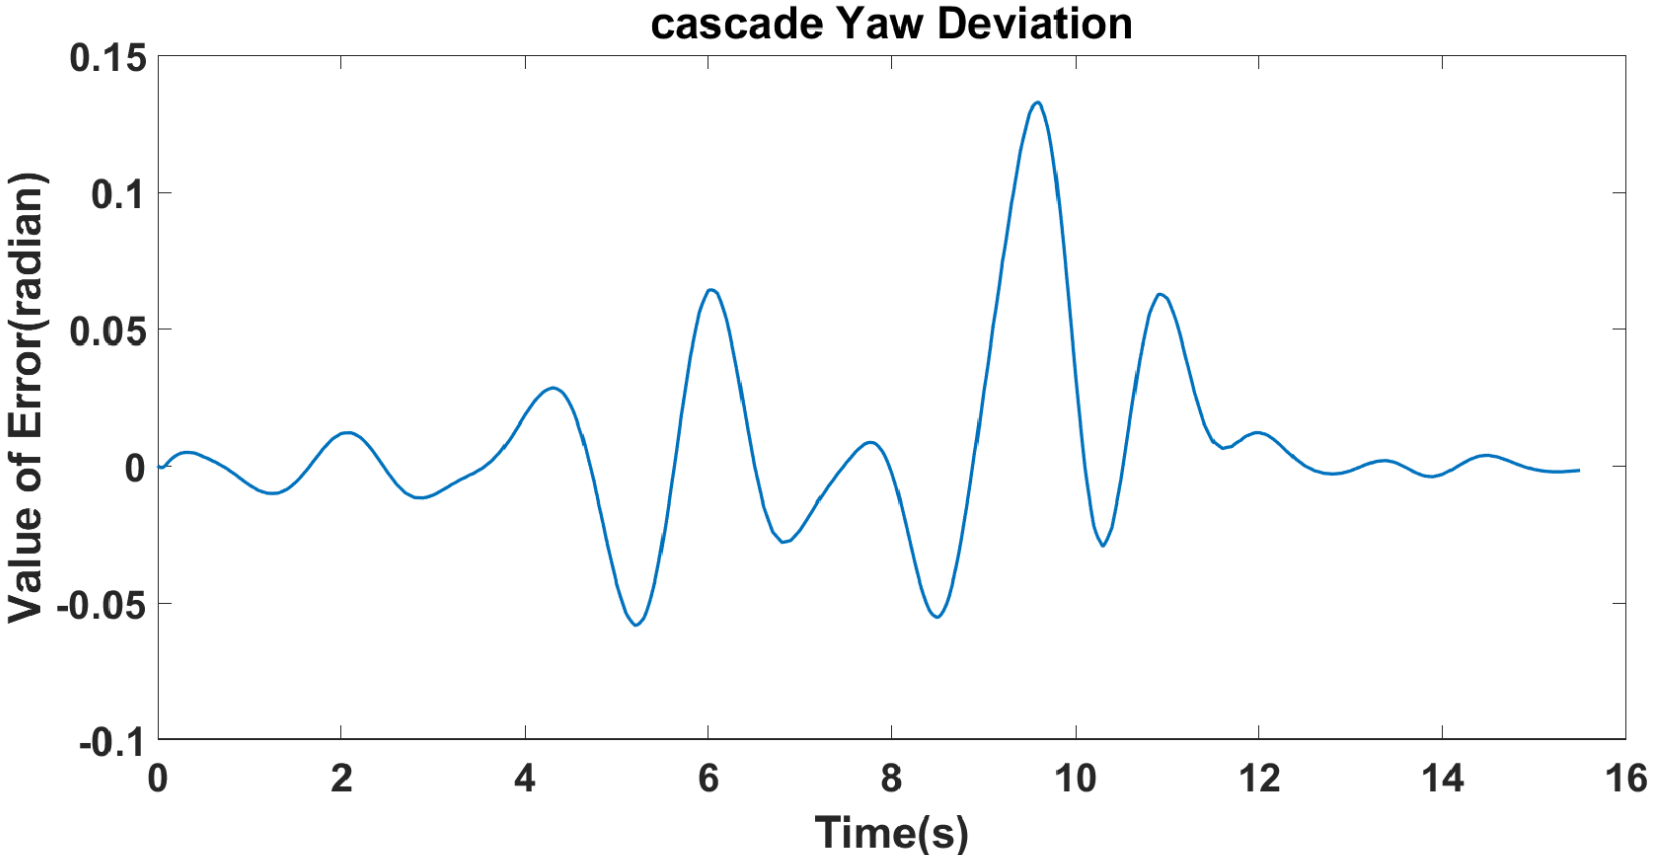 cascade Yaw Deviation
0.15
0.1
0.05
0
-0.05
-0.1
Value of Error(radian)
0 2 4 6 8 10 12 14 16
Time(s)